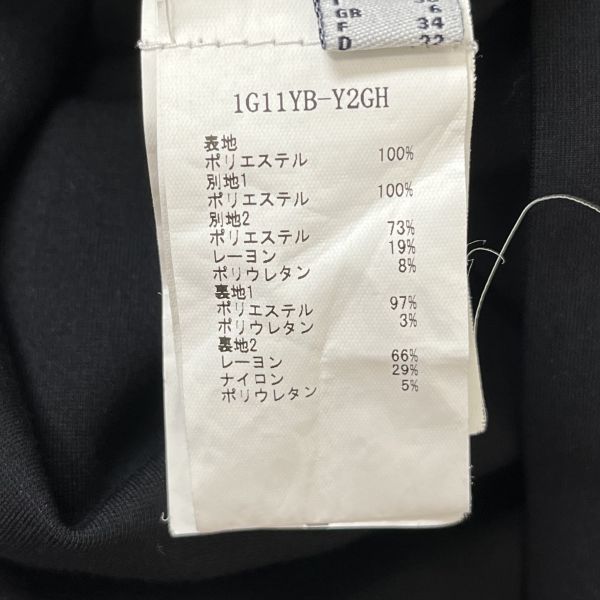 GR 6
F 34
D 32
1G11YB-Y2GH
表地
ポリエステル 100%
別地1
ポリエステル 100%
別地2
ポリエステル 73%
レーヨン 19%
ポリウレタン 8%
裏地1
ポリエステル 97%
ポリウレタン 3%
裏地2
レーヨン 66%
ナイロン 29%
ポリウレタン 5%